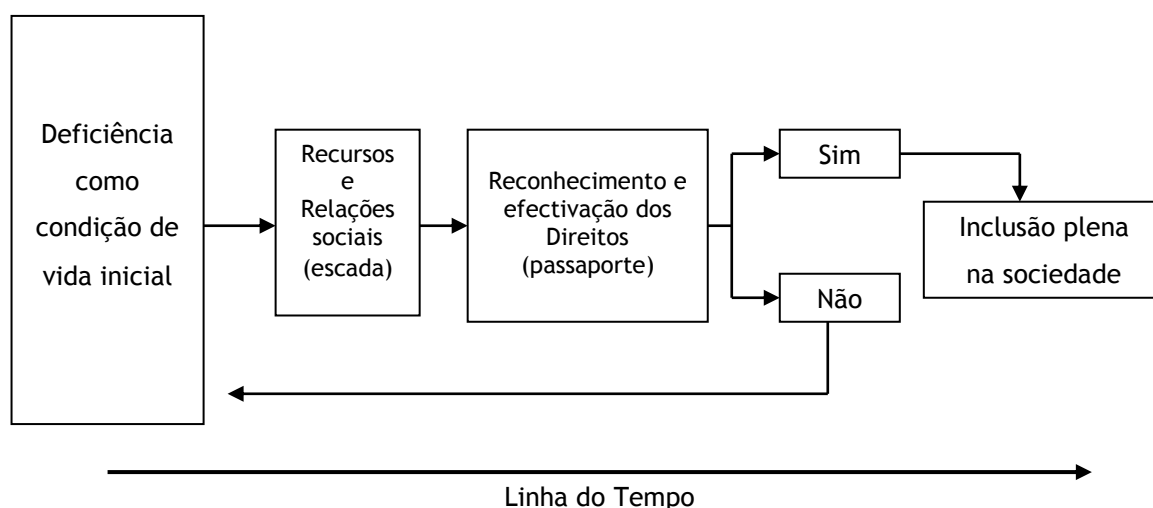 Deficiência
como
condição de
vida inicial
Recursos
e
Relações
sociais
(escada)
Reconhecimento e
efectivação dos
Direitos
(passaporte)
Sim
Não
Inclusão plena
na sociedade
Linha do Tempo